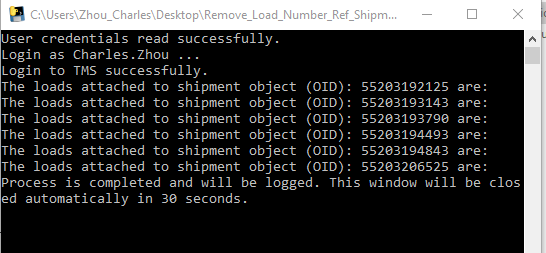 C:\Users\Zhou_Charles\Desktop\Remove_Load_Number_Ref_Shipm...
User credentials read successfully.
Login as Charles.Zhou ...
Login to TMS successfully.
The loads attached to shipment object (OID): 55203192125 are:
The loads attached to shipment object (OID): 55203193143 are:
The loads attached to shipment object (OID): 55203193790 are:
The loads attached to shipment object (OID): 55203194493 are:
The loads attached to shipment object (OID): 55203194843 are:
The loads attached to shipment object (OID): 55203206525 are:
Process is completed and will be logged. This window will clos
ed automatically in 30 seconds.